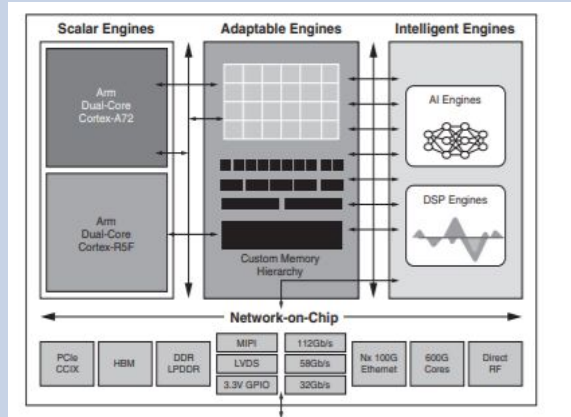 Scalar Engines
Adaptable Engines
Intelligent Engines
Arm
Dual-Core
Cortex-A72
Arm
Dual-Core
Cortex-R5F
Custom Memory
Hierarchy
AI Engines
DSP Engines
Network-on-Chip
PCIe
CCIX
HBM
DDR
LPDDR
MIPI
LVDS
3.3V GPIO
112Gb/s
58Gb/s
32Gb/s
Nx 100G
Ethernet
600G
Cores
Direct
RF